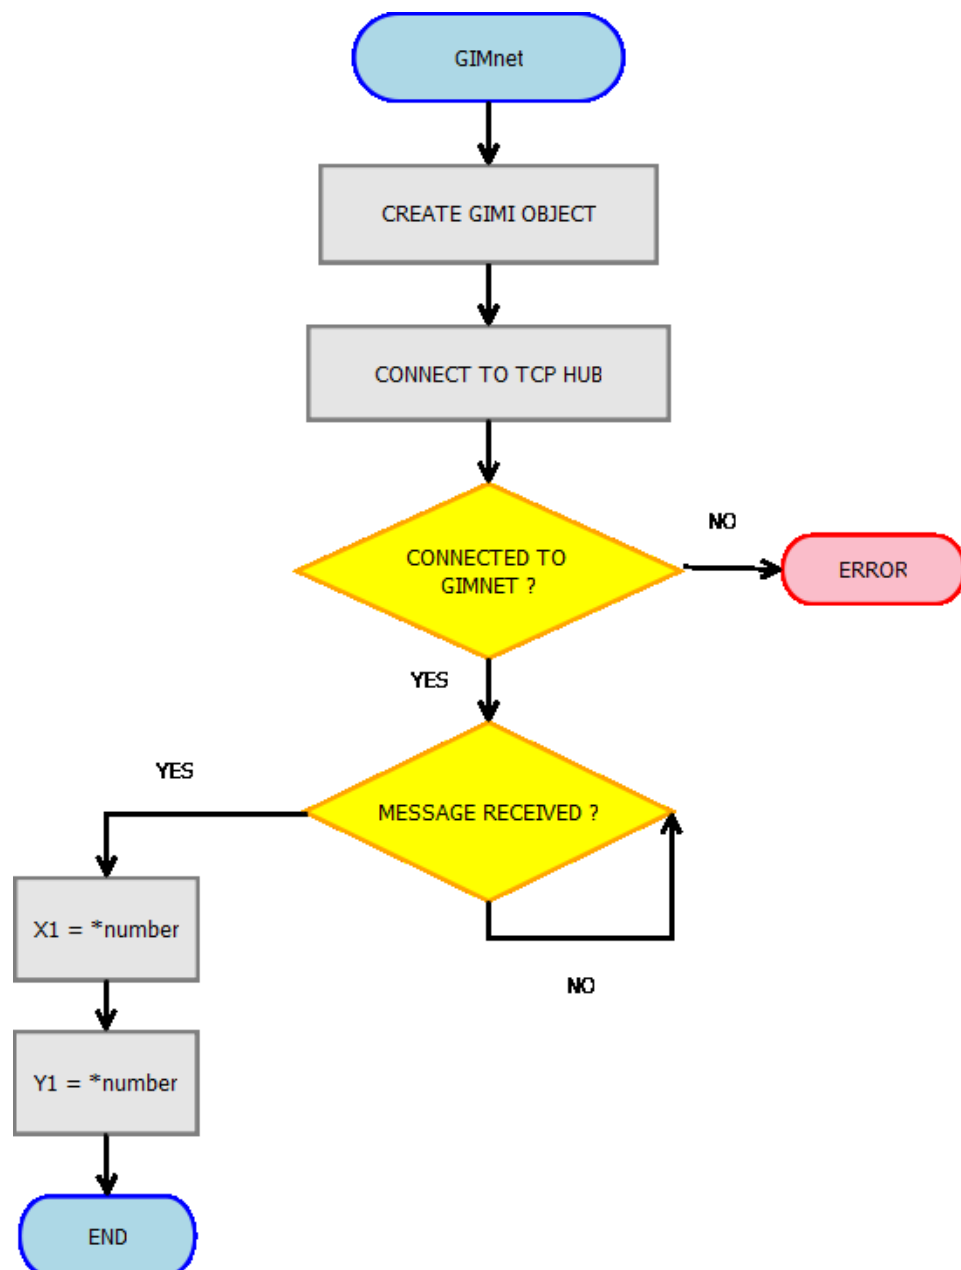 GIMnet
CREATE GIMI OBJECT
CONNECT TO TCP HUB
CONNECTED TO
GIMNET ?
NO
ERROR
YES
MESSAGE RECEIVED ?
YES
NO
X1 = *number
Y1 = *number
END